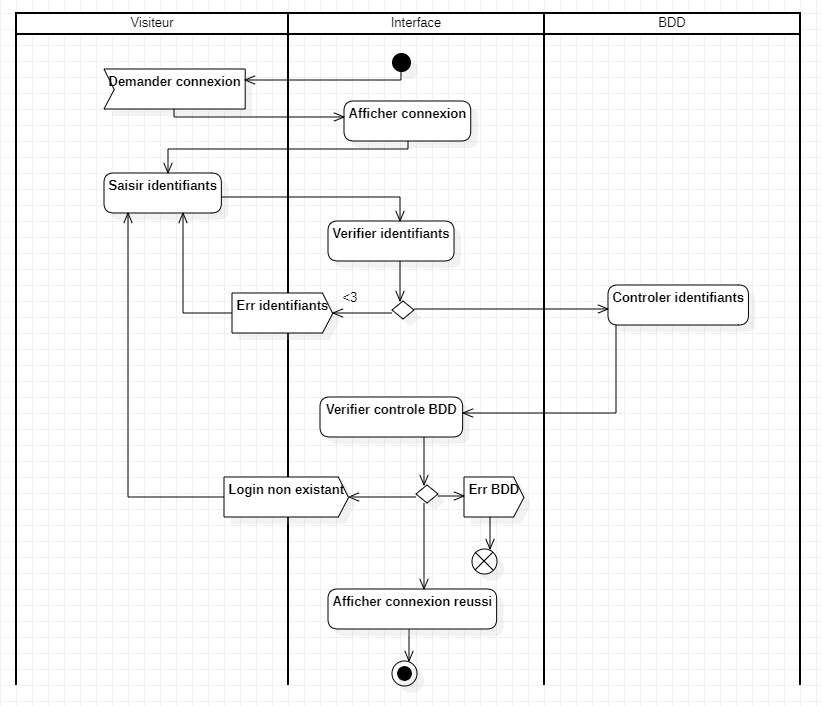 Visiteur
Interface
BDD
Demander connexion
Afficher connexion
Saisir identifiants
Verifier identifiants
Err identifiants
<3
Controler identifiants
Verifier controle BDD
Login non existant
Err BDD
Afficher connexion reussi